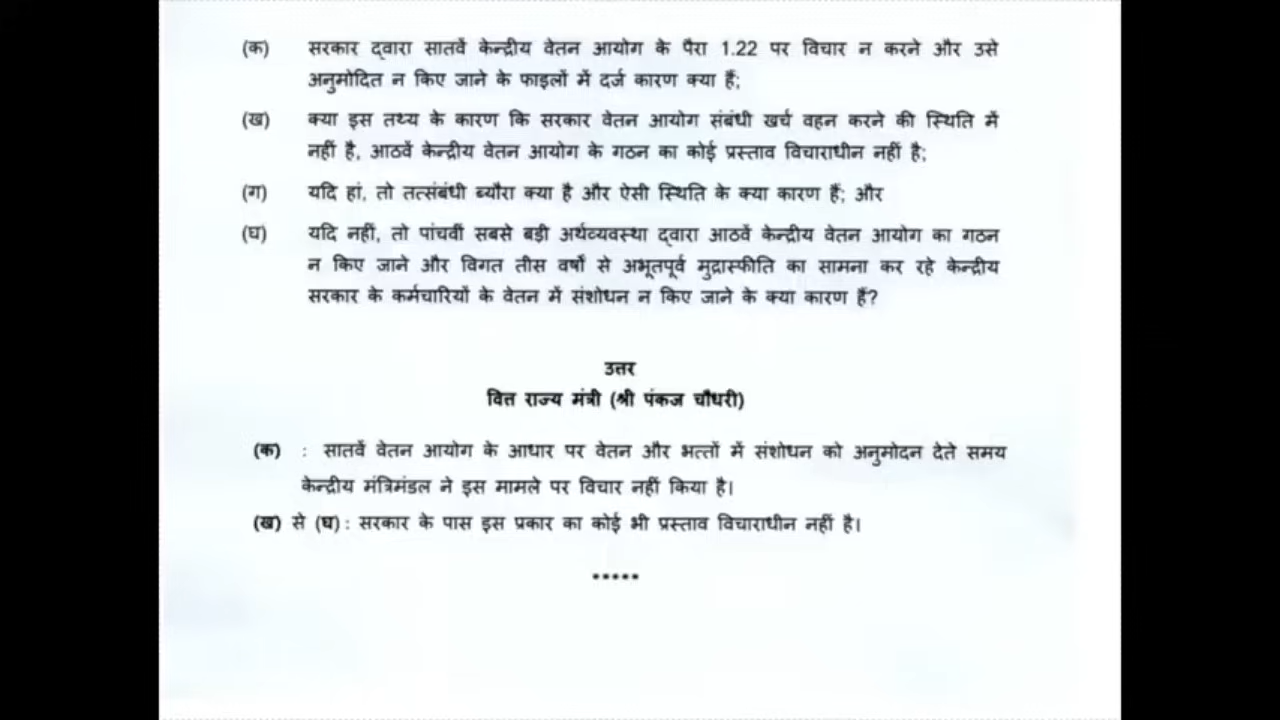 (क) सरकार द्वारा सातवें केन्द्रीय वेतन आयोग के पैरा 1.22 पर विचार न करने और उसे
अनुमोदित न किए जाने के फाइलों में दर्ज कारण क्या हैं;
(ख) क्या इस तथ्य के कारण कि सरकार वेतन आयोग संबंधी खर्च वहन करने की स्थिति में
नहीं है, आठवें केन्द्रीय वेतन आयोग के गठन का कोई प्रस्ताव विचाराधीन नहीं है;
(ग) यदि हां, तो तत्संबंधी ब्यौरा क्या है और ऐसी स्थिति के क्या कारण हैं; और
(घ) यदि नहीं, तो पांचवीं सबसे बड़ी अर्थव्यवस्था द्वारा आठवें केन्द्रीय वेतन आयोग का गठन
न किए जाने और विगत तीस वर्षों से अभूतपूर्व मुद्रास्फीति का सामना कर रहे केन्द्रीय
सरकार के कर्मचारियों के वेतन में संशोधन न किए जाने के क्या कारण हैं?
उत्तर
वित्त राज्य मंत्री (श्री पंकज चौधरी)
(क) : सातवें वेतन आयोग के आधार पर वेतन और भत्तों में संशोधन को अनुमोदन देते समय
केन्द्रीय मंत्रिमंडल ने इस मामले पर विचार नहीं किया है।
(ख) से (घ) : सरकार के पास इस प्रकार का कोई भी प्रस्ताव विचाराधीन नहीं है।
*****